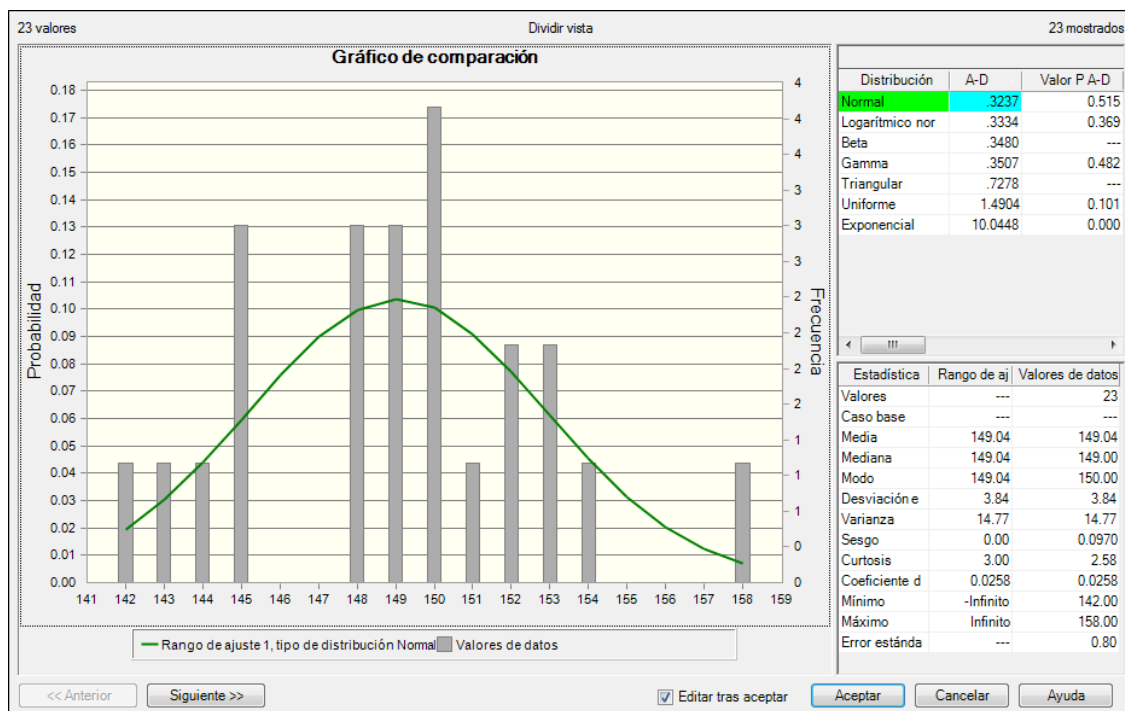 23 valores
Dividir vista
23 mostrados
Gráfico de comparación
Probabilidad
0.18
0.17
0.16
0.15
0.14
0.13
0.12
0.11
0.10
0.09
0.08
0.07
0.06
0.05
0.04
0.03
0.02
0.01
0.00
141 142 143 144 145 146 147 148 149 150 151 152 153 154 155 156 157 158 159
4
4
4
3
3
3
2
2
2
2
1
1
1
0
0
Frecuencia
Rango de ajuste 1, tipo de distribución Normal Valores de datos
Distribución A-D Valor P A-D
Normal .3237 0.515
Logarítmico nor .3334 0.369
Beta .3480 ---
Gamma .3507 0.482
Triangular .7278 ---
Uniforme 1.4904 0.101
Exponencial 10.0448 0.000
Estadística Rango de aj Valores de datos
Valores --- 23
Caso base --- ---
Media 149.04 149.04
Mediana 149.04 149.00
Modo 149.04 150.00
Desviación e 3.84 3.84
Varianza 14.77 14.77
Sesgo 0.00 0.0970
Curtosis 3.00 2.58
Coeficiente d 0.0258 0.0258
Mínimo -Infinito 142.00
Máximo Infinito 158.00
Error estánda --- 0.80
<< Anterior
Siguiente >>
Editar tras aceptar
Aceptar
Cancelar
Ayuda